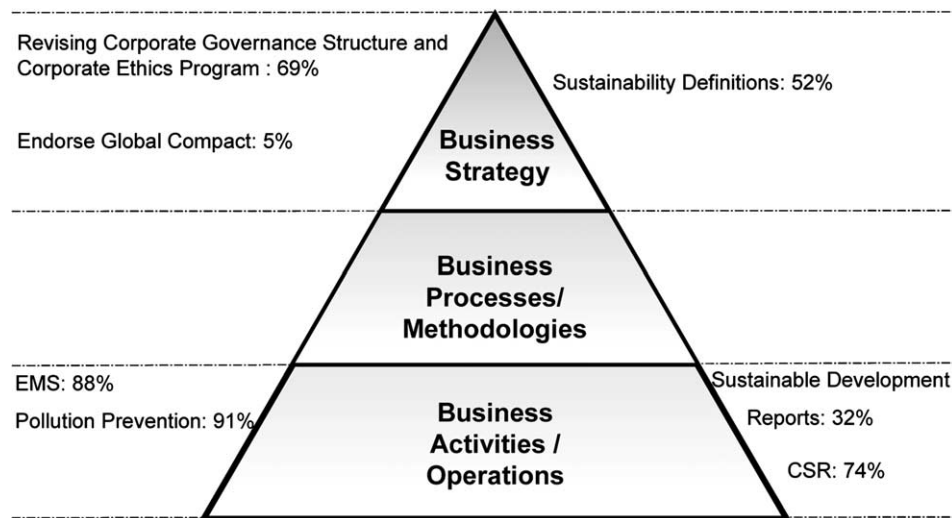 Revising Corporate Governance Structure and
Corporate Ethics Program : 69%
Sustainability Definitions: 52%
Endorse Global Compact: 5%
Business
Strategy
Business
Processes/
Methodologies
EMS: 88%
Pollution Prevention: 91%
Business
Activities /
Operations
Sustainable Development
Reports: 32%
CSR: 74%